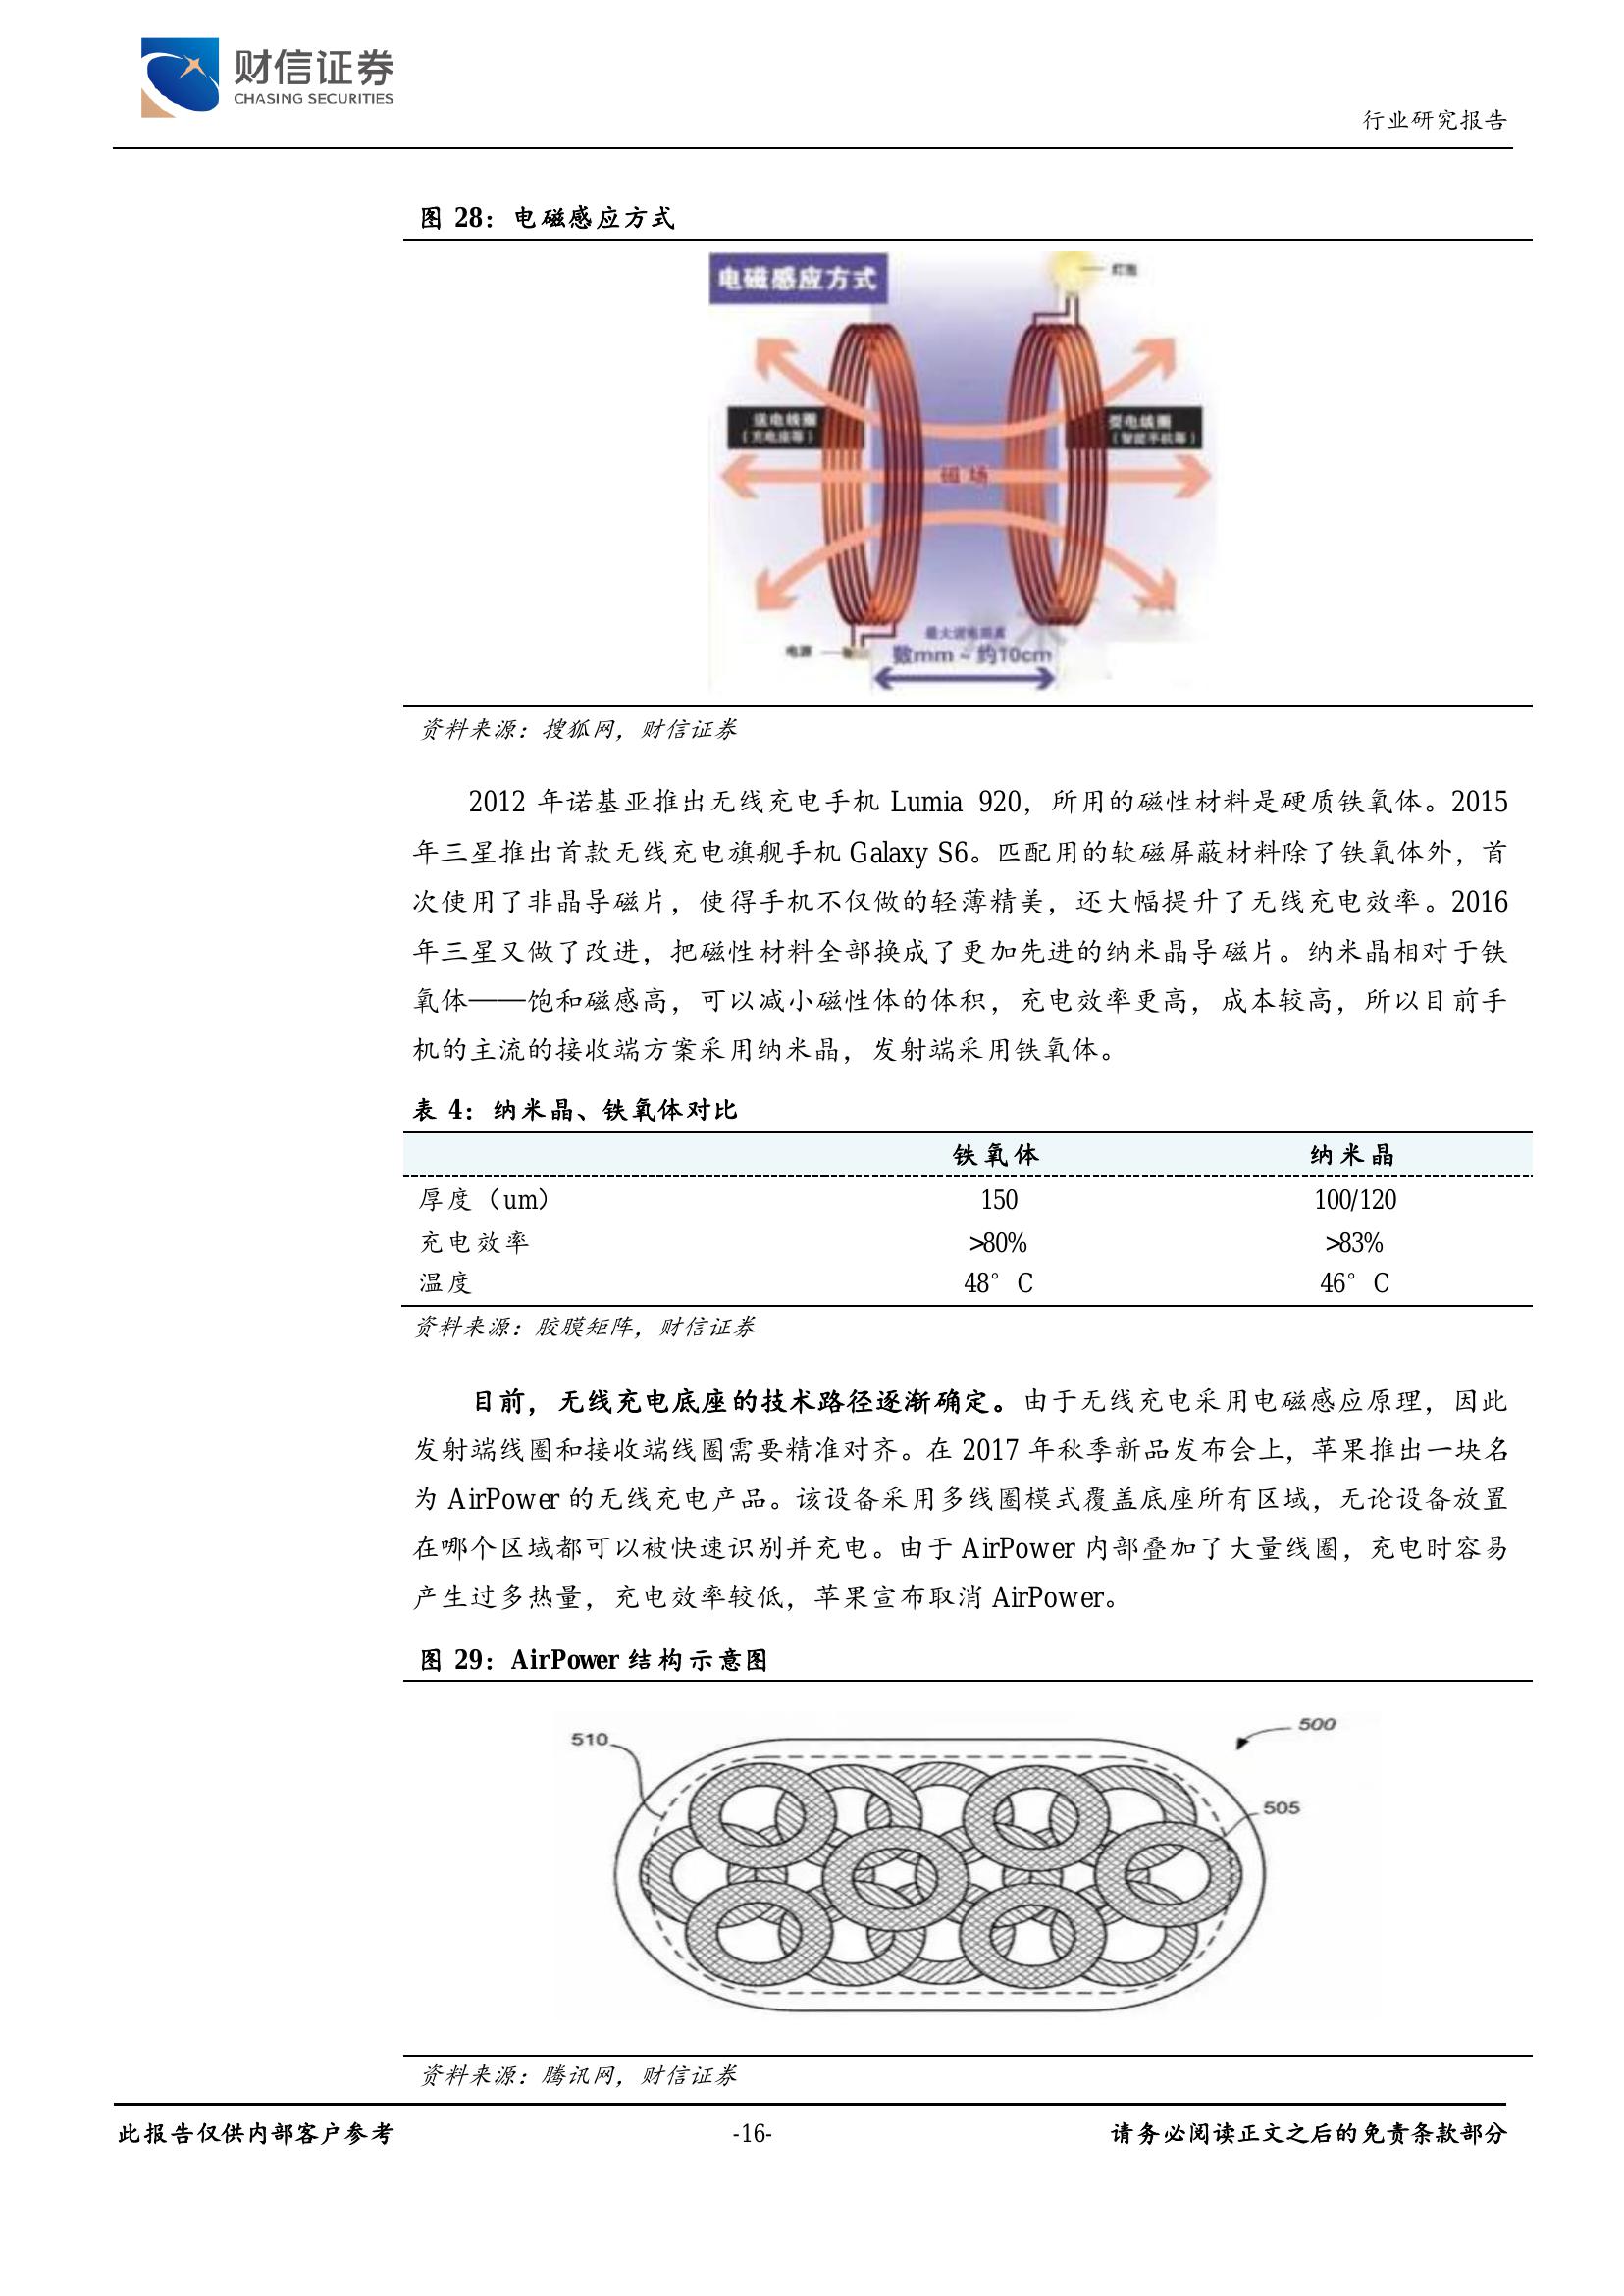 财信证券
CHASING SECURITIES
行业研究报告
图 28：电磁感应方式
电磁感应方式
灯泡
送电线圈
（充电座等）
受电线圈
（智能手机等）
磁场
电源
最大送电距离
数mm ~ 约10cm
资料来源：搜狐网，财信证券
2012 年诺基亚推出无线充电手机 Lumia 920，所用的磁性材料是硬质铁氧体。2015
年三星推出首款无线充电旗舰手机 Galaxy S6。匹配用的软磁屏蔽材料除了铁氧体外，首
次使用了非晶导磁片，使得手机不仅做的轻薄精美，还大幅提升了无线充电效率。2016
年三星又做了改进，把磁性材料全部换成了更加先进的纳米晶导磁片。纳米晶相对于铁
氧体——饱和磁感高，可以减小磁性体的体积，充电效率更高，成本较高，所以目前手
机的主流的接收端方案采用纳米晶，发射端采用铁氧体。
表 4：纳米晶、铁氧体对比
铁氧体 纳米晶
厚度（um） 150 100/120
充电效率 >80% >83%
温度 48°C 46°C
资料来源：胶膜矩阵，财信证券
目前，无线充电底座的技术路径逐渐确定。由于无线充电采用电磁感应原理，因此
发射端线圈和接收端线圈需要精准对齐。在 2017 年秋季新品发布会上，苹果推出一块名
为 AirPower 的无线充电产品。该设备采用多线圈模式覆盖底座所有区域，无论设备放置
在哪个区域都可以被快速识别并充电。由于 AirPower 内部叠加了大量线圈，充电时容易
产生过多热量，充电效率较低，苹果宣布取消 AirPower。
图 29：AirPower 结构示意图
500
510
505
资料来源：腾讯网，财信证券
此报告仅供内部客户参考 -16- 请务必阅读正文之后的免责条款部分